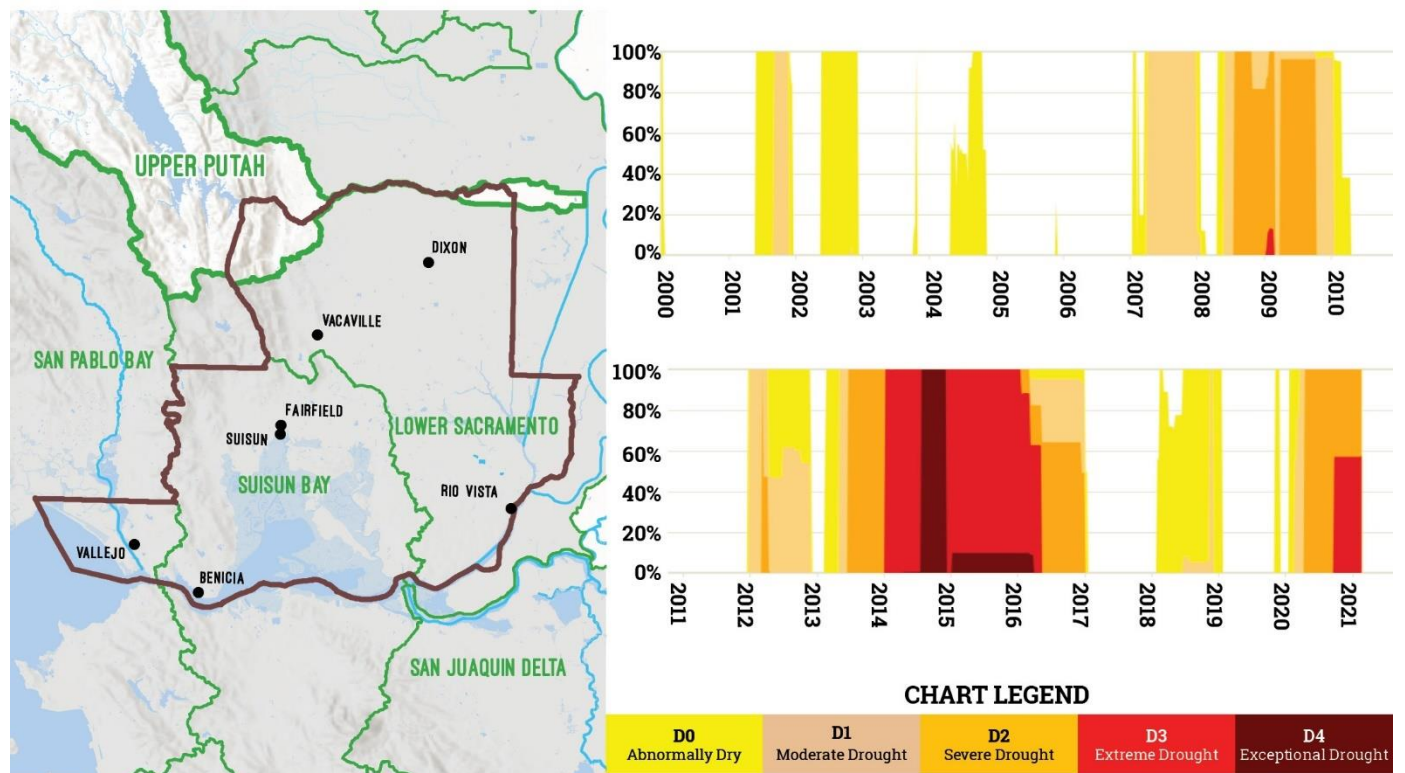 UPPER PUTAH
DIXON
VACAVILLE
SAN PABLO BAY
FAIRFIELD
SUISUN
LOWER SACRAMENTO
SUISUN BAY
RIO VISTA
VALLEJO
BENICIA
SAN JUAQUIN DELTA
100%
80%
60%
40%
20%
0%
2000
2001
2002
2003
2004
2005
2006
2007
2008
2009
2010
100%
80%
60%
40%
20%
0%
2011
2012
2013
2014
2015
2016
2017
2018
2019
2020
2021
CHART LEGEND
D0
Abnormally Dry
D1
Moderate Drought
D2
Severe Drought
D3
Extreme Drought
D4
Exceptional Drought